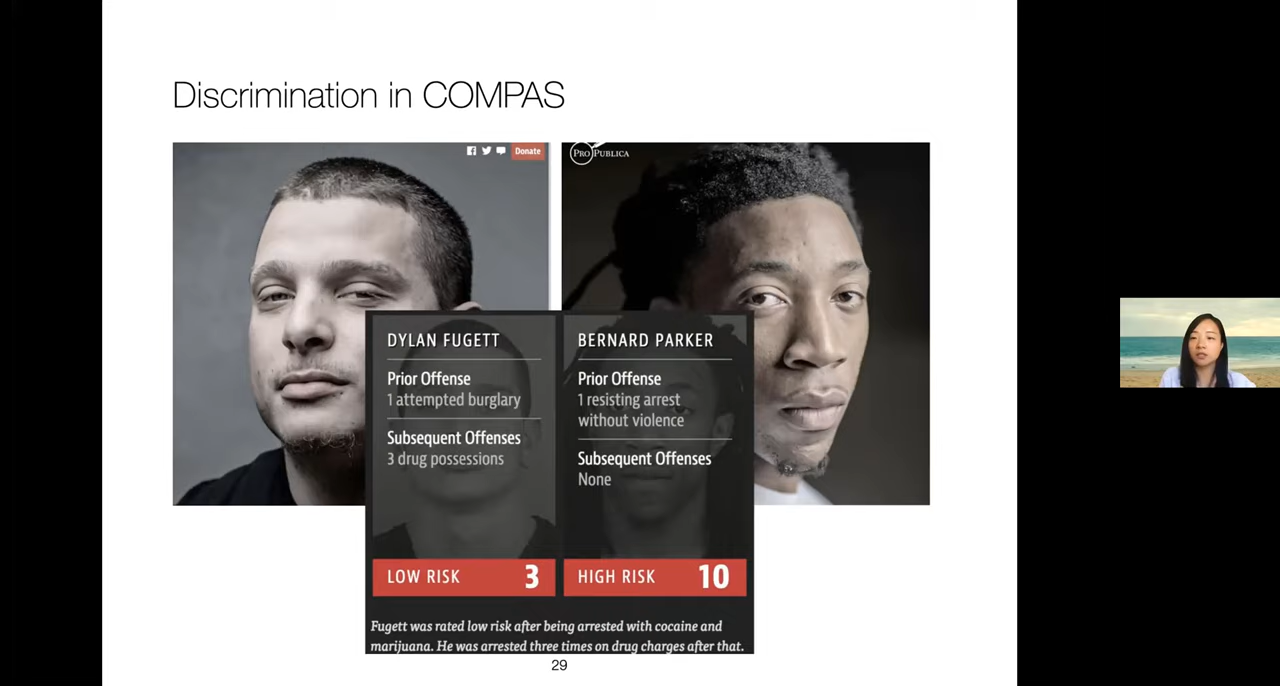 Discrimination in COMPAS
Donate
PROPUBLICA
DYLAN FUGETT
Prior Offense
1 attempted burglary
Subsequent Offenses
3 drug possessions
LOW RISK 3
BERNARD PARKER
Prior Offense
1 resisting arrest
without violence
Subsequent Offenses
None
HIGH RISK 10
Fugett was rated low risk after being arrested with cocaine and
marijuana. He was arrested three times on drug charges after that.
29